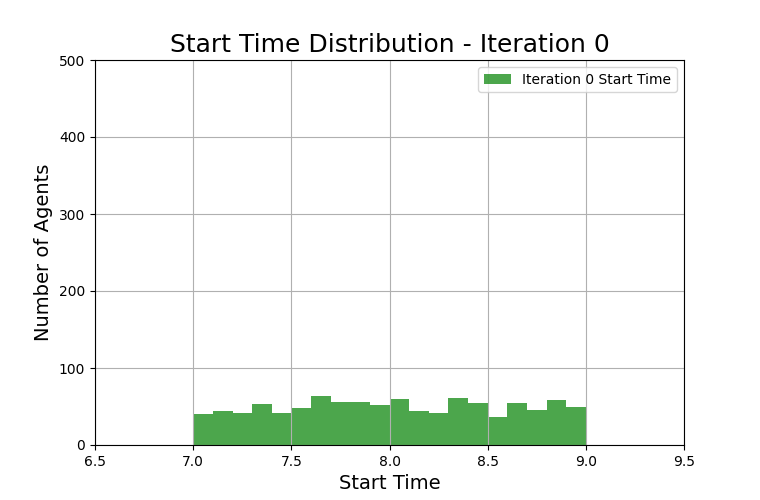 Start Time Distribution - Iteration 0
Iteration 0 Start Time
Number of Agents
500
400
300
200
100
0
6.5 7.0 7.5 8.0 8.5 9.0 9.5
Start Time